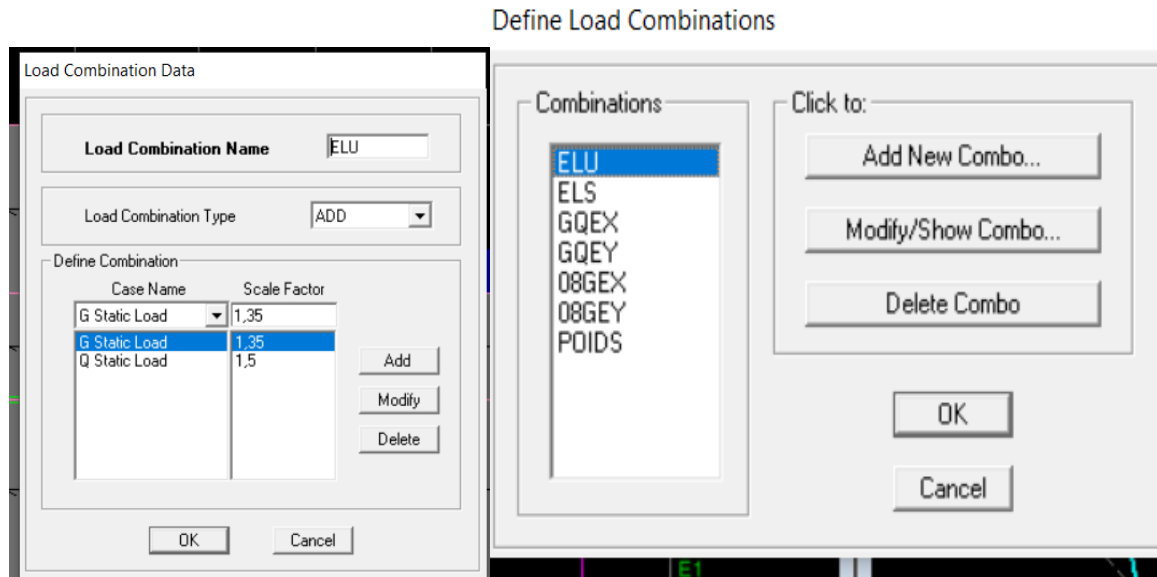 Load Combination Data
Load Combination Name ELU
Load Combination Type ADD
Define Combination
Case Name Scale Factor
G Static Load 1,35
G Static Load 1,35
Q Static Load 1,5
Add
Modify
Delete
OK Cancel
Define Load Combinations
Combinations
ELU
ELS
GQEX
GQEY
08GEX
08GEY
POIDS
Click to:
Add New Combo...
Modify/Show Combo...
Delete Combo
OK
Cancel
E1